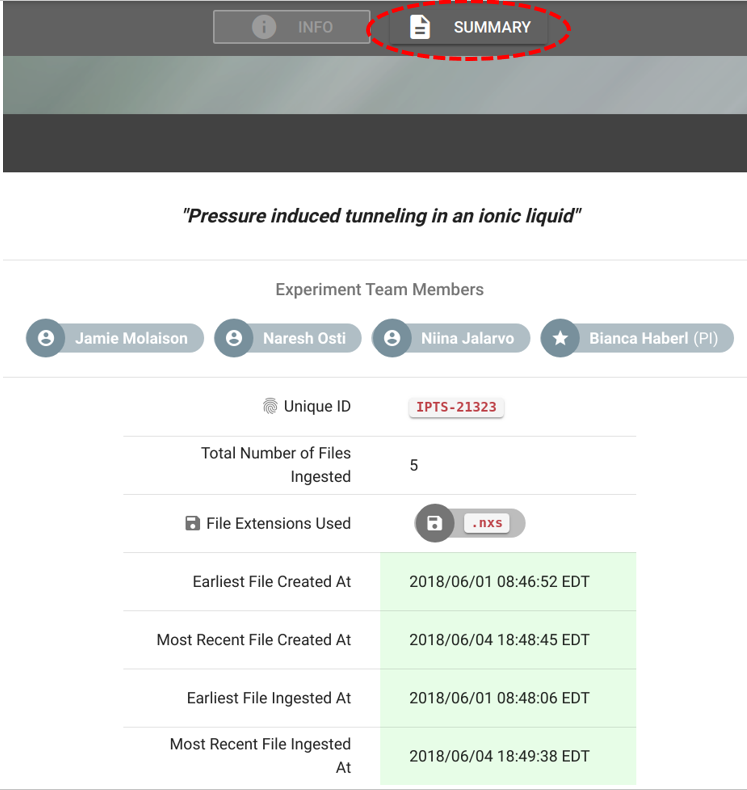 INFO SUMMARY
"Pressure induced tunneling in an ionic liquid"
Experiment Team Members
Jamie Molaison Naresh Osti Niina Jalarvo Bianca Haberl (PI)
Unique ID IPTS-21323
Total Number of Files
Ingested 5
File Extensions Used .nxs
Earliest File Created At 2018/06/01 08:46:52 EDT
Most Recent File Created At 2018/06/04 18:48:45 EDT
Earliest File Ingested At 2018/06/01 08:48:06 EDT
Most Recent File Ingested
At 2018/06/04 18:49:38 EDT